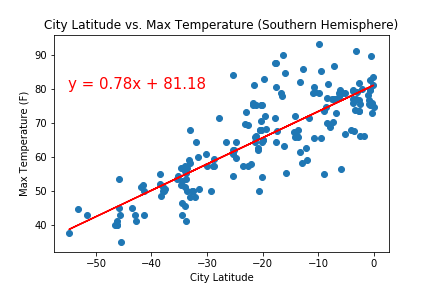 City Latitude vs. Max Temperature (Southern Hemisphere)
90
80
70
60
50
40
Max Temperature (F)
y = 0.78x + 81.18
−50 −40 −30 −20 −10 0
City Latitude